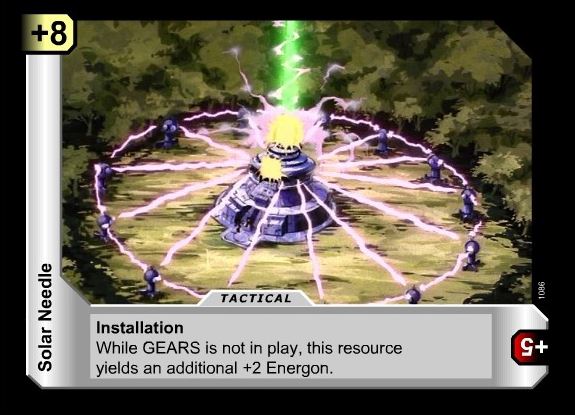 +8
Solar Needle
1086
TACTICAL
Installation
While GEARS is not in play, this resource
yields an additional +2 Energon.
+5